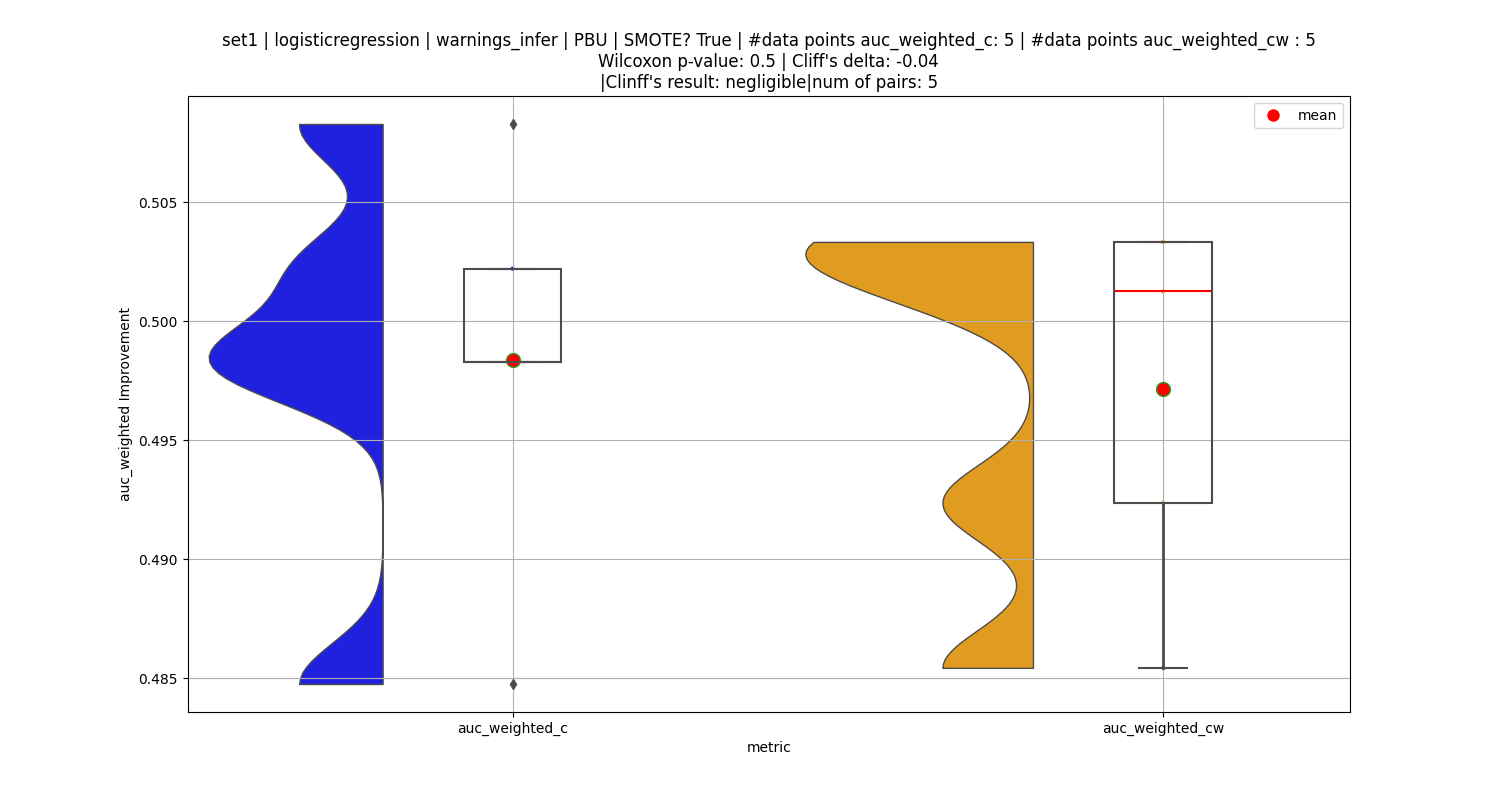 set1 | logisticregression | warnings_infer | PBU | SMOTE? True | #data points auc_weighted_c: 5 | #data points auc_weighted_cw : 5
Wilcoxon p-value: 0.5 | Cliff's delta: -0.04
|Clinff's result: negligible|num of pairs: 5
mean
auc_weighted Improvement
0.505
0.500
0.495
0.490
0.485
auc_weighted_c
auc_weighted_cw
metric